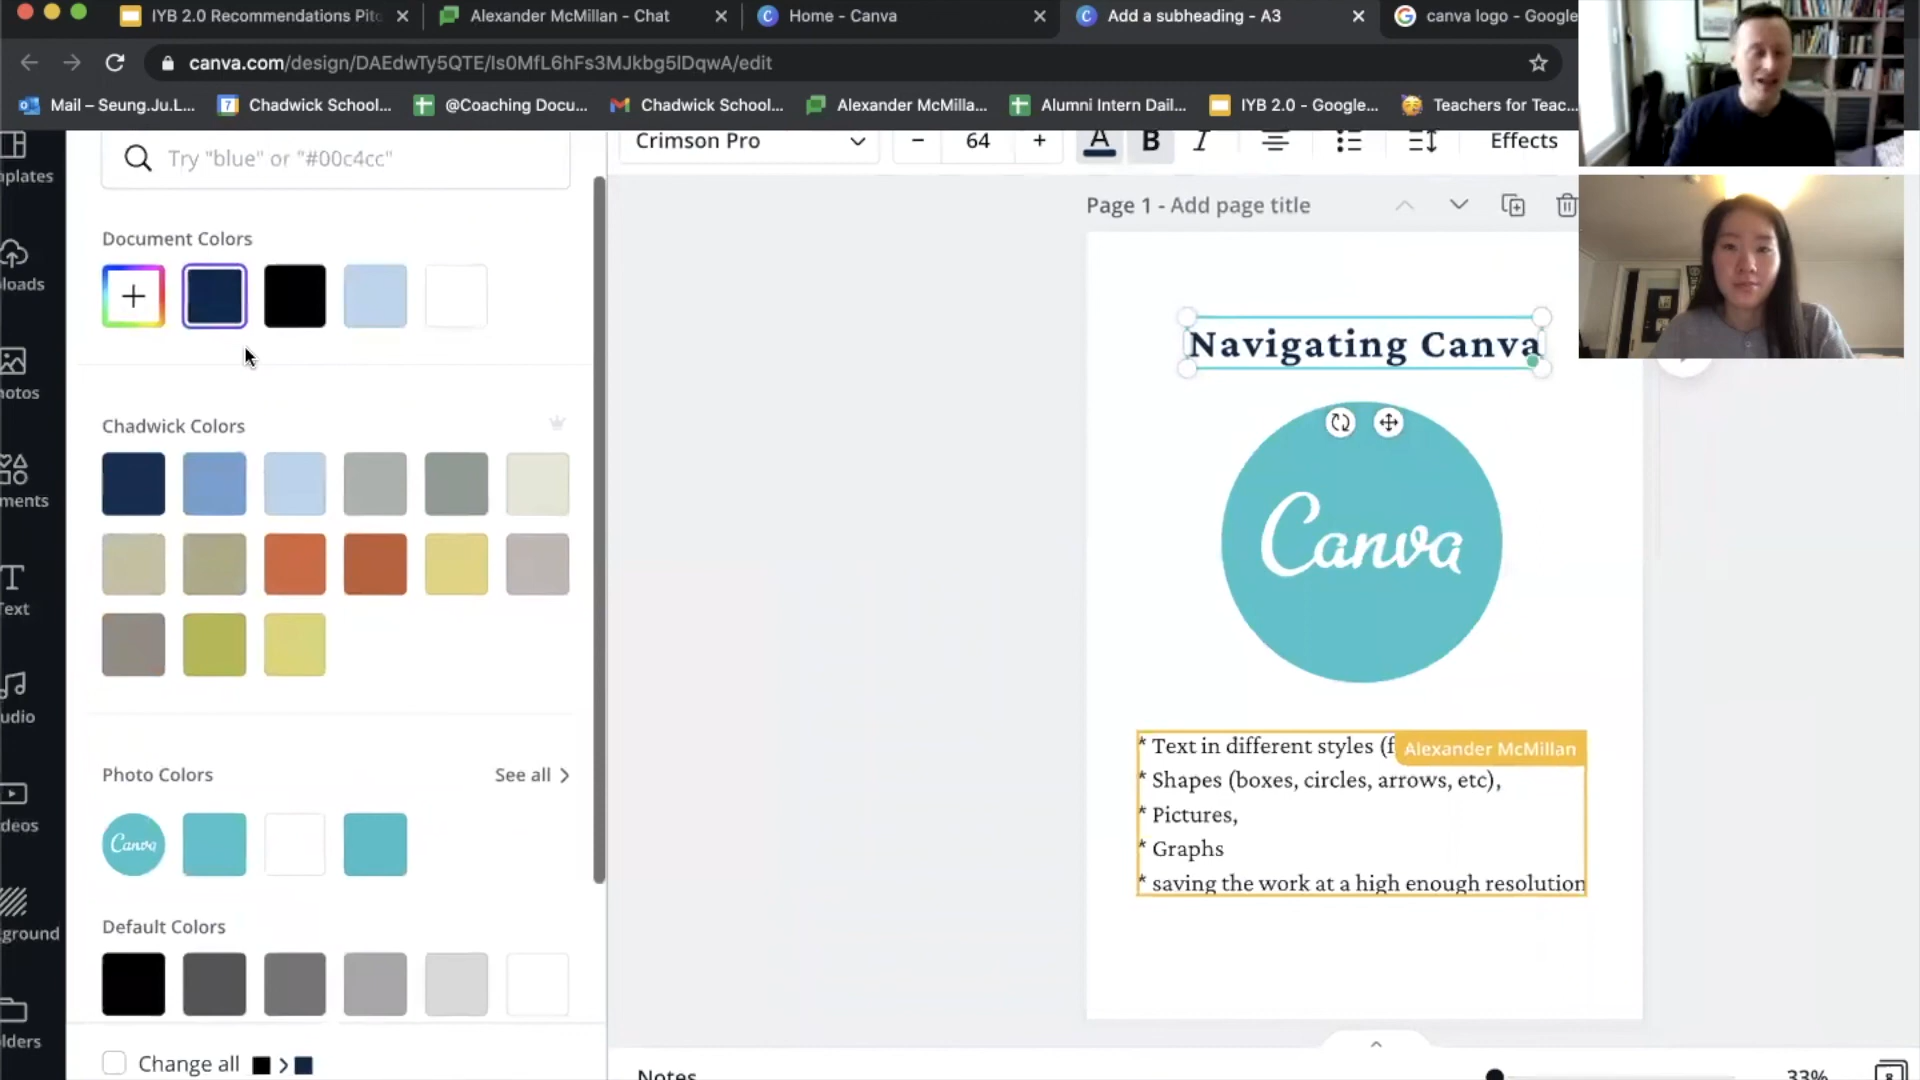 IYB 2.0 Recommendations Pitc
Alexander McMillan - Chat
Home - Canva
Add a subheading - A3
canva logo - Google
canva.com/design/DAEdwTy5QTE/Is0MfL6hFs3MJkbg5lDqwA/edit
Mail – Seung.Ju.L...
7
Chadwick School...
@Coaching Docu...
Chadwick School...
Alexander McMilla...
Alumni Intern Dail...
IYB 2.0 - Google...
Teachers for Teac...
Try "blue" or "#00c4cc"
Crimson Pro
64
A
B
I
Effects
Page 1 - Add page title
mplates
Document Colors
loads
otos
Chadwick Colors
ments
Text
udio
Photo Colors
See all
deos
Canva
Default Colors
ground
lders
Change all
Navigating Canva
Canva
* Text in different styles (f
Alexander McMillan
* Shapes (boxes, circles, arrows, etc),
* Pictures,
* Graphs
* saving the work at a high enough resolution
Notes
33%
8